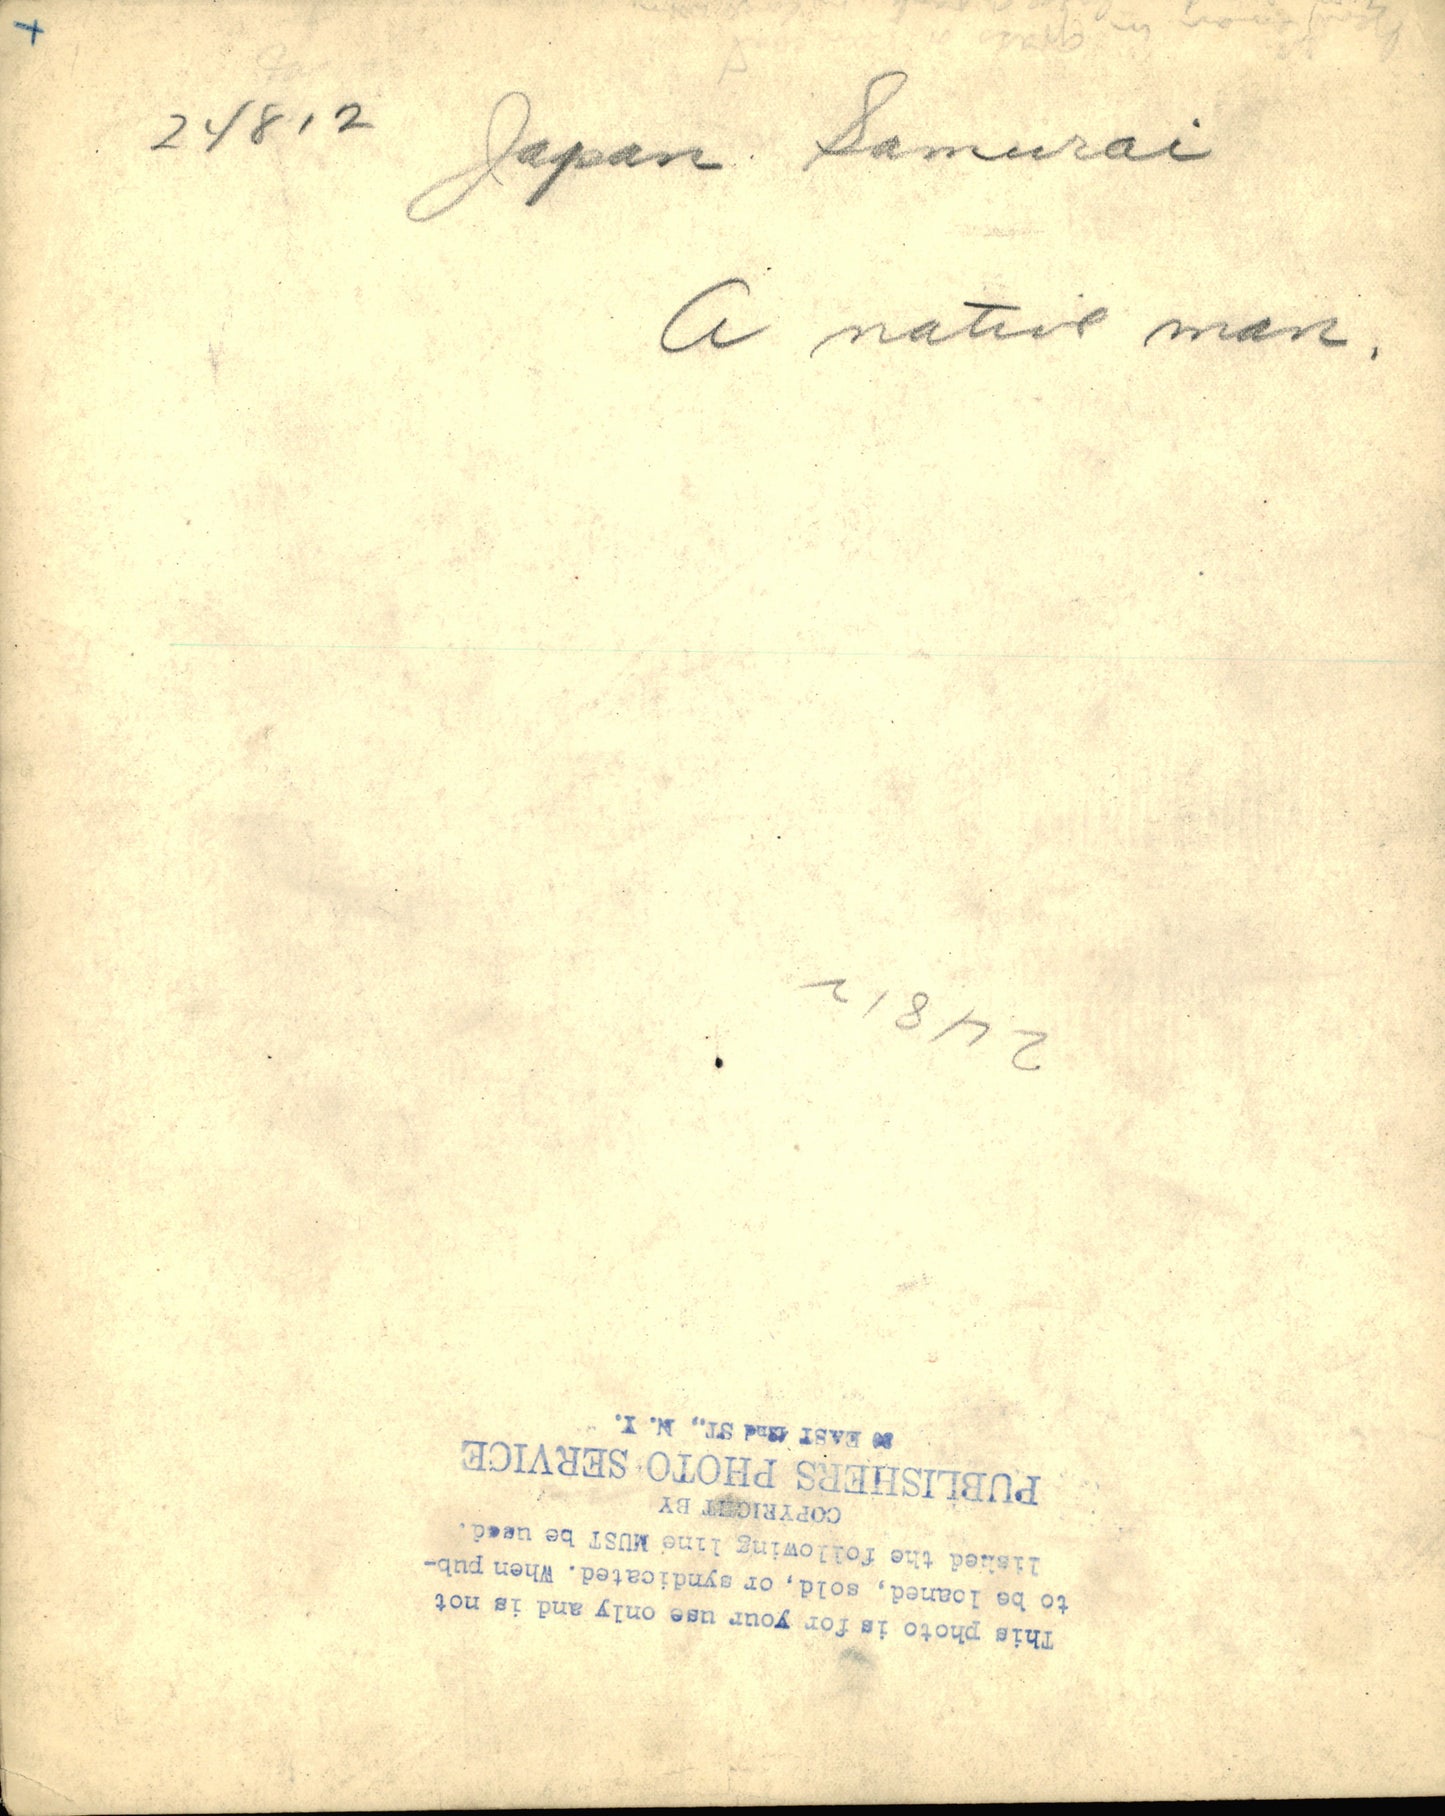 24812 Japan Samurai
A native man.
24812
This photo is for your use only and is not
to be loaned, sold, or syndicated. When pub-
lished the following line MUST be used.
COPYRIGHT BY
PUBLISHERS PHOTO SERVICE
EAST 42nd ST., N. Y.